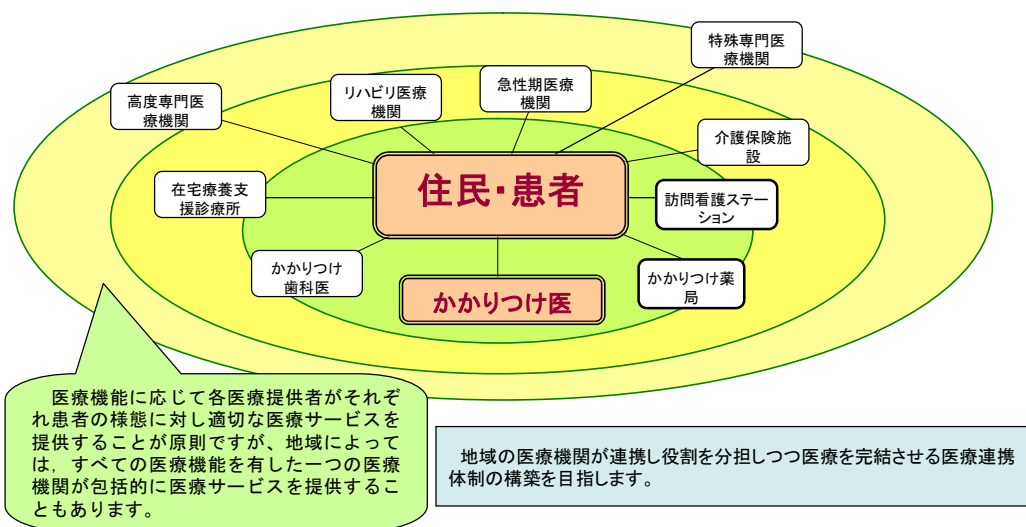 特殊専門医
療機関
急性期医療
機関
リハビリ医療
機関
高度専門医
療機関
介護保険施
設
住民・患者
在宅療養支
援診療所
訪問看護ステー
ション
かかりつけ
歯科医
かかりつけ薬
局
かかりつけ医
医療機能に応じて各医療提供者がそれぞ
れ患者の様態に対し適切な医療サービスを
提供することが原則ですが、地域によって
は，すべての医療機能を有した一つの医療
機関が包括的に医療サービスを提供するこ
ともあります。
地域の医療機関が連携し役割を分担しつつ医療を完結させる医療連携
体制の構築を目指します。